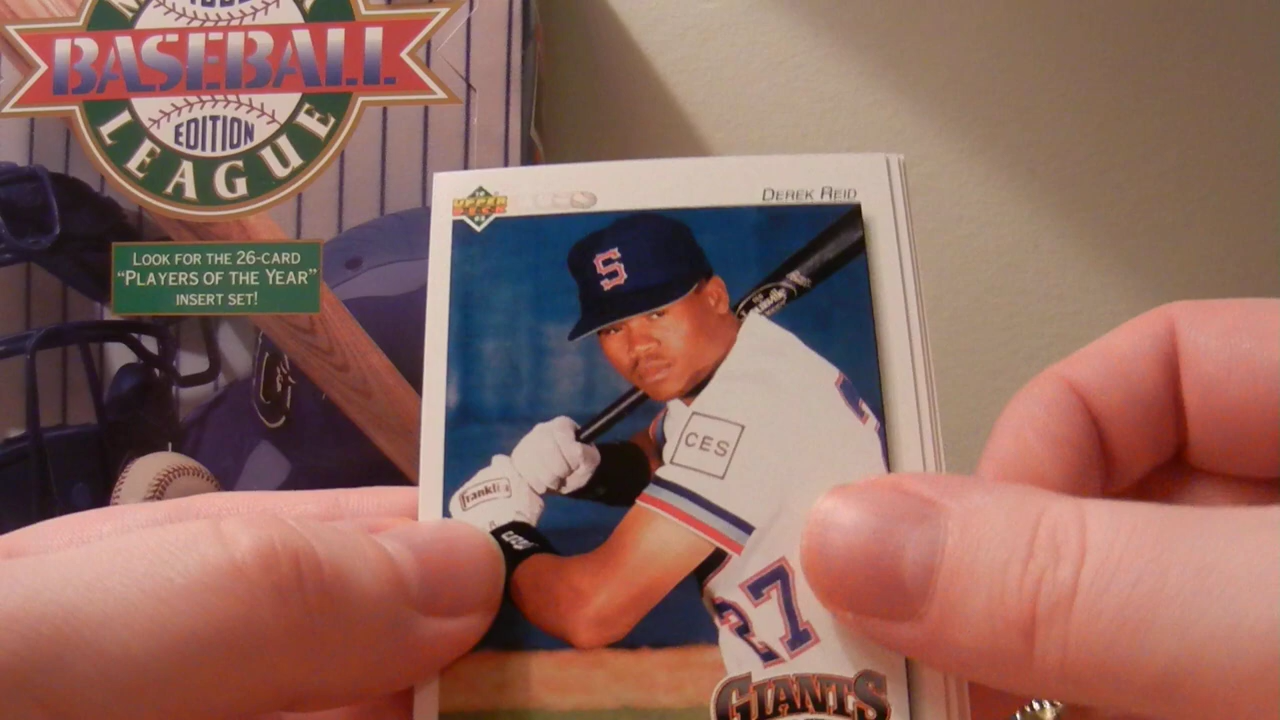 BASEBALL
EDITION
LEAGUE
LOOK FOR THE 26-CARD
"PLAYERS OF THE YEAR"
INSERT SET!
UPPER
DECK
DEREK REID
S
CES
Franklin
27
GIANTS